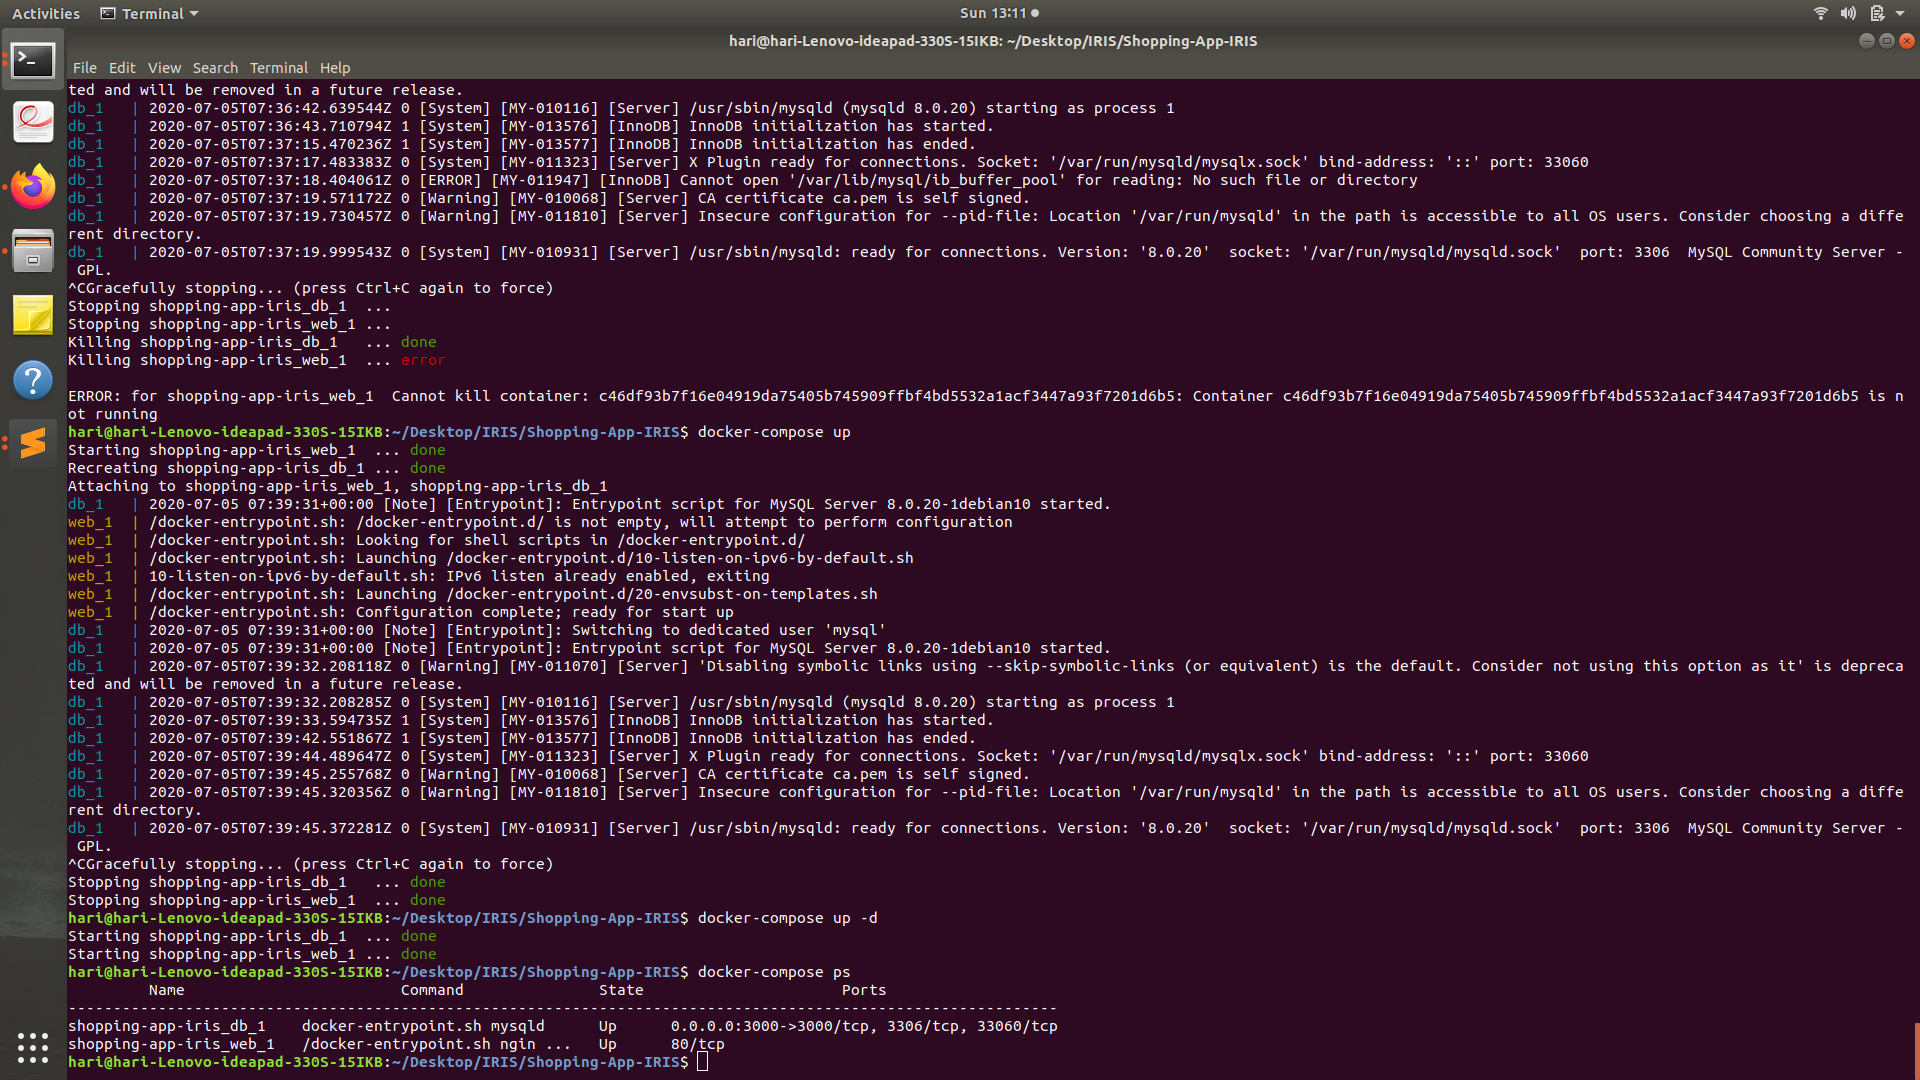 Activities
Terminal
Sun 13:11
hari@hari-Lenovo-ideapad-330S-15IKB: ~/Desktop/IRIS/Shopping-App-IRIS
File Edit View Search Terminal Help
ted and will be removed in a future release.
db_1   | 2020-07-05T07:36:42.639544Z 0 [System] [MY-010116] [Server] /usr/sbin/mysqld (mysqld 8.0.20) starting as process 1
db_1   | 2020-07-05T07:36:43.710794Z 1 [System] [MY-013576] [InnoDB] InnoDB initialization has started.
db_1   | 2020-07-05T07:37:15.470236Z 1 [System] [MY-013577] [InnoDB] InnoDB initialization has ended.
db_1   | 2020-07-05T07:37:17.483383Z 0 [System] [MY-011323] [Server] X Plugin ready for connections. Socket: '/var/run/mysqld/mysqlx.sock' bind-address: '::' port: 33060
db_1   | 2020-07-05T07:37:18.404061Z 0 [ERROR] [MY-011947] [InnoDB] Cannot open '/var/lib/mysql/ib_buffer_pool' for reading: No such file or directory
db_1   | 2020-07-05T07:37:19.571172Z 0 [Warning] [MY-010068] [Server] CA certificate ca.pem is self signed.
db_1   | 2020-07-05T07:37:19.730457Z 0 [Warning] [MY-011810] [Server] Insecure configuration for --pid-file: Location '/var/run/mysqld' in the path is accessible to all OS users. Consider choosing a diffe
rent directory.
db_1   | 2020-07-05T07:37:19.999543Z 0 [System] [MY-010931] [Server] /usr/sbin/mysqld: ready for connections. Version: '8.0.20'  socket: '/var/run/mysqld/mysqld.sock'  port: 3306  MySQL Community Server -
 GPL.
^CGracefully stopping... (press Ctrl+C again to force)
Stopping shopping-app-iris_db_1  ...
Stopping shopping-app-iris_web_1 ...
Killing shopping-app-iris_db_1   ... done
Killing shopping-app-iris_web_1  ... error
ERROR: for shopping-app-iris_web_1  Cannot kill container: c46df93b7f16e04919da75405b745909ffbf4bd5532a1acf3447a93f7201d6b5: Container c46df93b7f16e04919da75405b745909ffbf4bd5532a1acf3447a93f7201d6b5 is n
ot running
hari@hari-Lenovo-ideapad-330S-15IKB:~/Desktop/IRIS/Shopping-App-IRIS$ docker-compose up
Starting shopping-app-iris_web_1  ... done
Recreating shopping-app-iris_db_1 ... done
Attaching to shopping-app-iris_web_1, shopping-app-iris_db_1
db_1   | 2020-07-05 07:39:31+00:00 [Note] [Entrypoint]: Entrypoint script for MySQL Server 8.0.20-1debian10 started.
web_1  | /docker-entrypoint.sh: /docker-entrypoint.d/ is not empty, will attempt to perform configuration
web_1  | /docker-entrypoint.sh: Looking for shell scripts in /docker-entrypoint.d/
web_1  | /docker-entrypoint.sh: Launching /docker-entrypoint.d/10-listen-on-ipv6-by-default.sh
web_1  | 10-listen-on-ipv6-by-default.sh: IPv6 listen already enabled, exiting
web_1  | /docker-entrypoint.sh: Launching /docker-entrypoint.d/20-envsubst-on-templates.sh
web_1  | /docker-entrypoint.sh: Configuration complete; ready for start up
db_1   | 2020-07-05 07:39:31+00:00 [Note] [Entrypoint]: Switching to dedicated user 'mysql'
db_1   | 2020-07-05 07:39:31+00:00 [Note] [Entrypoint]: Entrypoint script for MySQL Server 8.0.20-1debian10 started.
db_1   | 2020-07-05T07:39:32.208118Z 0 [Warning] [MY-011070] [Server] 'Disabling symbolic links using --skip-symbolic-links (or equivalent) is the default. Consider not using this option as it' is depreca
ted and will be removed in a future release.
db_1   | 2020-07-05T07:39:32.208285Z 0 [System] [MY-010116] [Server] /usr/sbin/mysqld (mysqld 8.0.20) starting as process 1
db_1   | 2020-07-05T07:39:33.594735Z 1 [System] [MY-013576] [InnoDB] InnoDB initialization has started.
db_1   | 2020-07-05T07:39:42.551867Z 1 [System] [MY-013577] [InnoDB] InnoDB initialization has ended.
db_1   | 2020-07-05T07:39:44.489647Z 0 [System] [MY-011323] [Server] X Plugin ready for connections. Socket: '/var/run/mysqld/mysqlx.sock' bind-address: '::' port: 33060
db_1   | 2020-07-05T07:39:45.255768Z 0 [Warning] [MY-010068] [Server] CA certificate ca.pem is self signed.
db_1   | 2020-07-05T07:39:45.320356Z 0 [Warning] [MY-011810] [Server] Insecure configuration for --pid-file: Location '/var/run/mysqld' in the path is accessible to all OS users. Consider choosing a diffe
rent directory.
db_1   | 2020-07-05T07:39:45.372281Z 0 [System] [MY-010931] [Server] /usr/sbin/mysqld: ready for connections. Version: '8.0.20'  socket: '/var/run/mysqld/mysqld.sock'  port: 3306  MySQL Community Server -
 GPL.
^CGracefully stopping... (press Ctrl+C again to force)
Stopping shopping-app-iris_db_1   ... done
Stopping shopping-app-iris_web_1  ... done
hari@hari-Lenovo-ideapad-330S-15IKB:~/Desktop/IRIS/Shopping-App-IRIS$ docker-compose up -d
Starting shopping-app-iris_db_1  ... done
Starting shopping-app-iris_web_1 ... done
hari@hari-Lenovo-ideapad-330S-15IKB:~/Desktop/IRIS/Shopping-App-IRIS$ docker-compose ps
         Name                        Command               State                      Ports
--------------------------------------------------------------------------------------------------------------
shopping-app-iris_db_1    docker-entrypoint.sh mysqld      Up      0.0.0.0:3000->3000/tcp, 3306/tcp, 33060/tcp
shopping-app-iris_web_1   /docker-entrypoint.sh ngin ...   Up      80/tcp
hari@hari-Lenovo-ideapad-330S-15IKB:~/Desktop/IRIS/Shopping-App-IRIS$